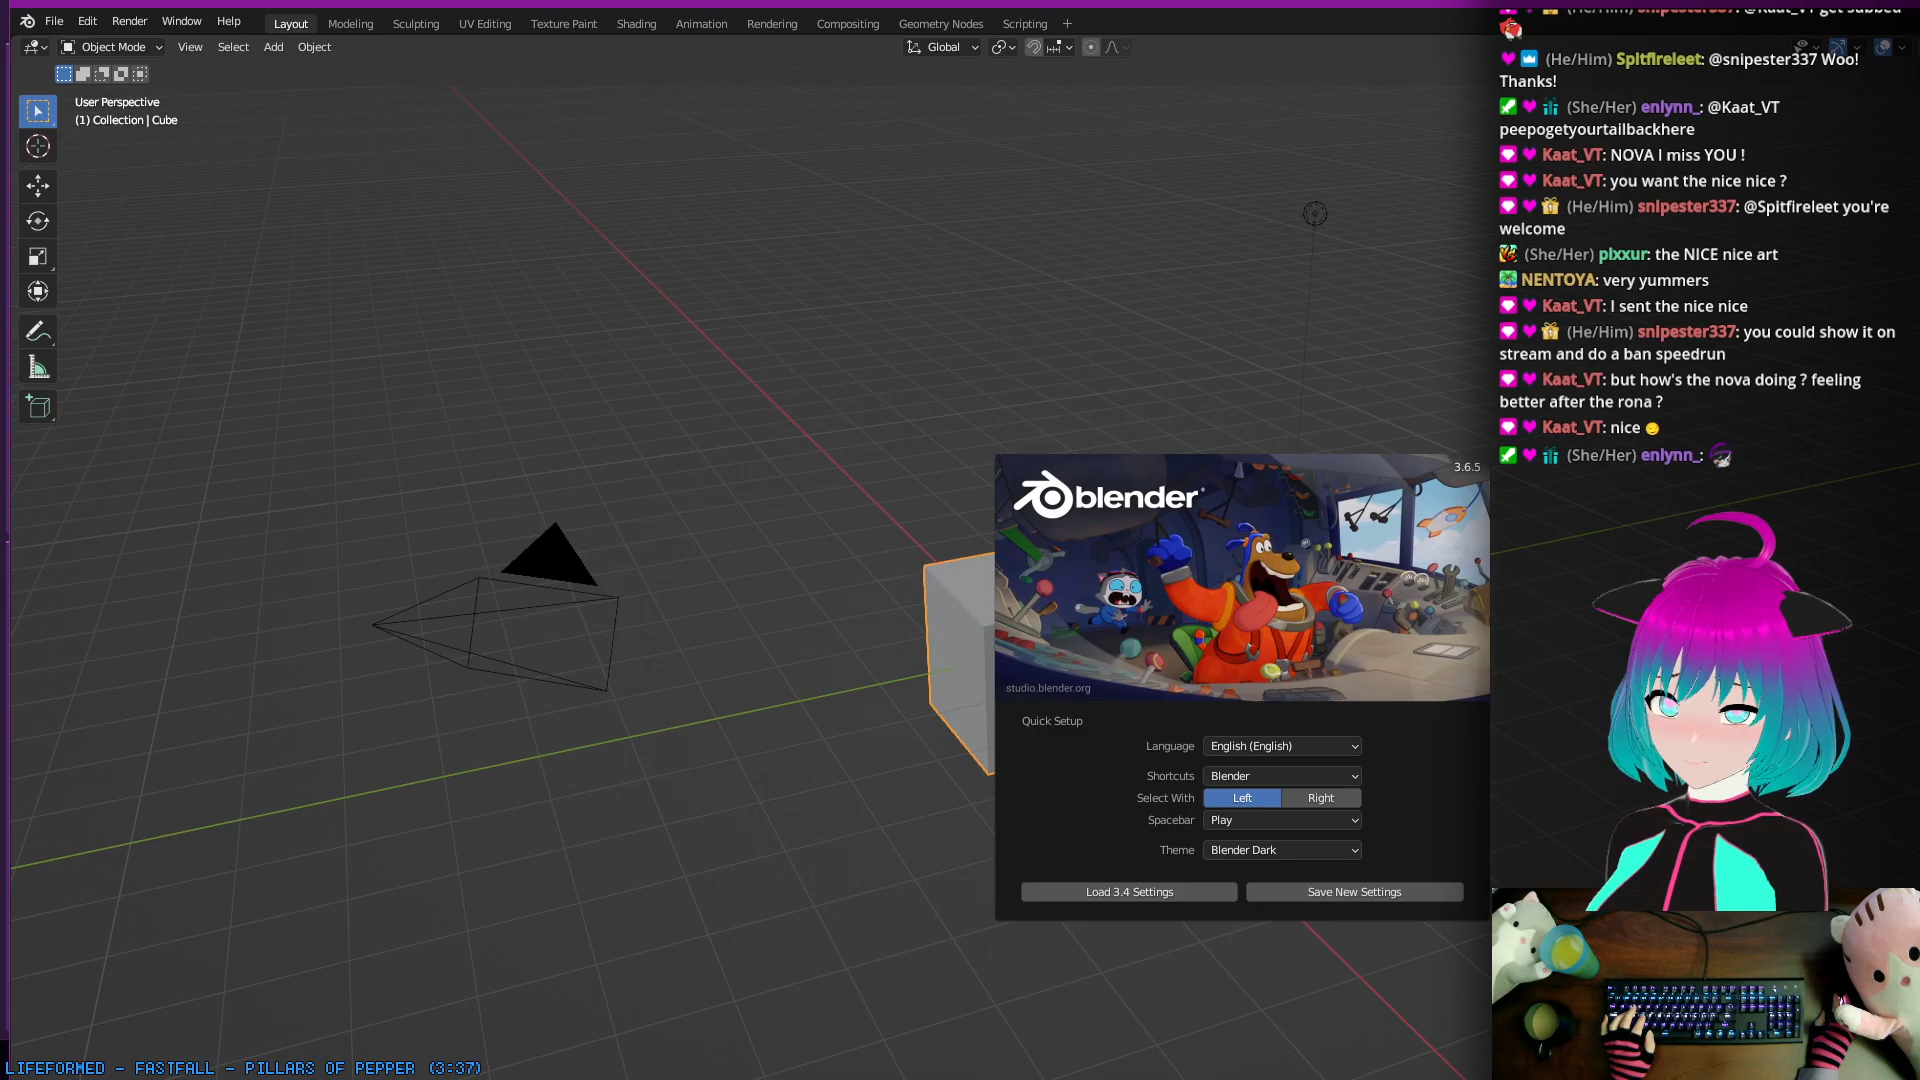 File Edit Render Window Help Layout Modeling Sculpting UV Editing Texture Paint Shading Animation Rendering Compositing Geometry Nodes Scripting +
Object Mode View Select Add Object Global
User Perspective
(1) Collection | Cube
3.6.5
blender
studio.blender.org
Quick Setup
Language English (English)
Shortcuts Blender
Select With Left Right
Spacebar Play
Theme Blender Dark
Load 3.4 Settings Save New Settings
(He/Him) snipester337: @Kaat_VT get subbed
(He/Him) Spitfireleet: @snipester337 Woo!
Thanks!
(She/Her) enlynn_: @Kaat_VT
peepogetyourtailbackhere
Kaat_VT: NOVA I miss YOU !
Kaat_VT: you want the nice nice ?
(He/Him) snipester337: @Spitfireleet you're
welcome
(She/Her) pixxur: the NICE nice art
NENTOYA: very yummers
Kaat_VT: I sent the nice nice
(He/Him) snipester337: you could show it on
stream and do a ban speedrun
Kaat_VT: but how's the nova doing ? feeling
better after the rona ?
Kaat_VT: nice
(She/Her) enlynn_:
LIFEFORMED - FASTFALL - PILLARS OF PEPPER (3:37)